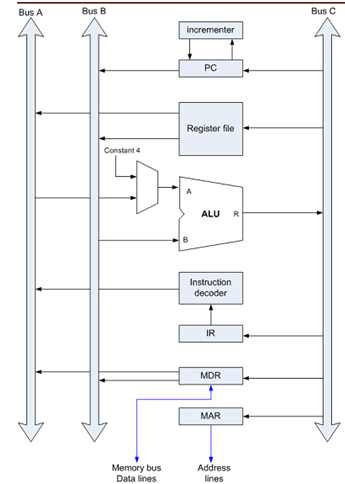 Bus A
Bus B
Bus C
incrementer
PC
Register file
Constant 4
A
ALU
R
B
Instruction
decoder
IR
MDR
MAR
Memory bus
Data lines
Address
lines